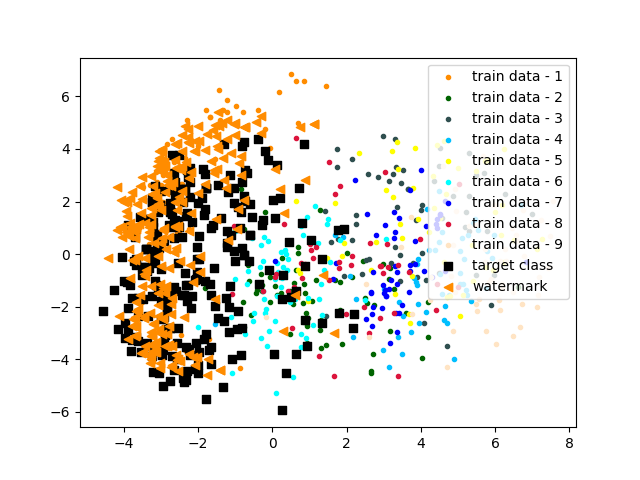 train data - 1
train data - 2
train data - 3
train data - 4
train data - 5
train data - 6
train data - 7
train data - 8
train data - 9
target class
watermark
6
4
2
0
−2
−4
−6
−4
−2
0
2
4
6
8